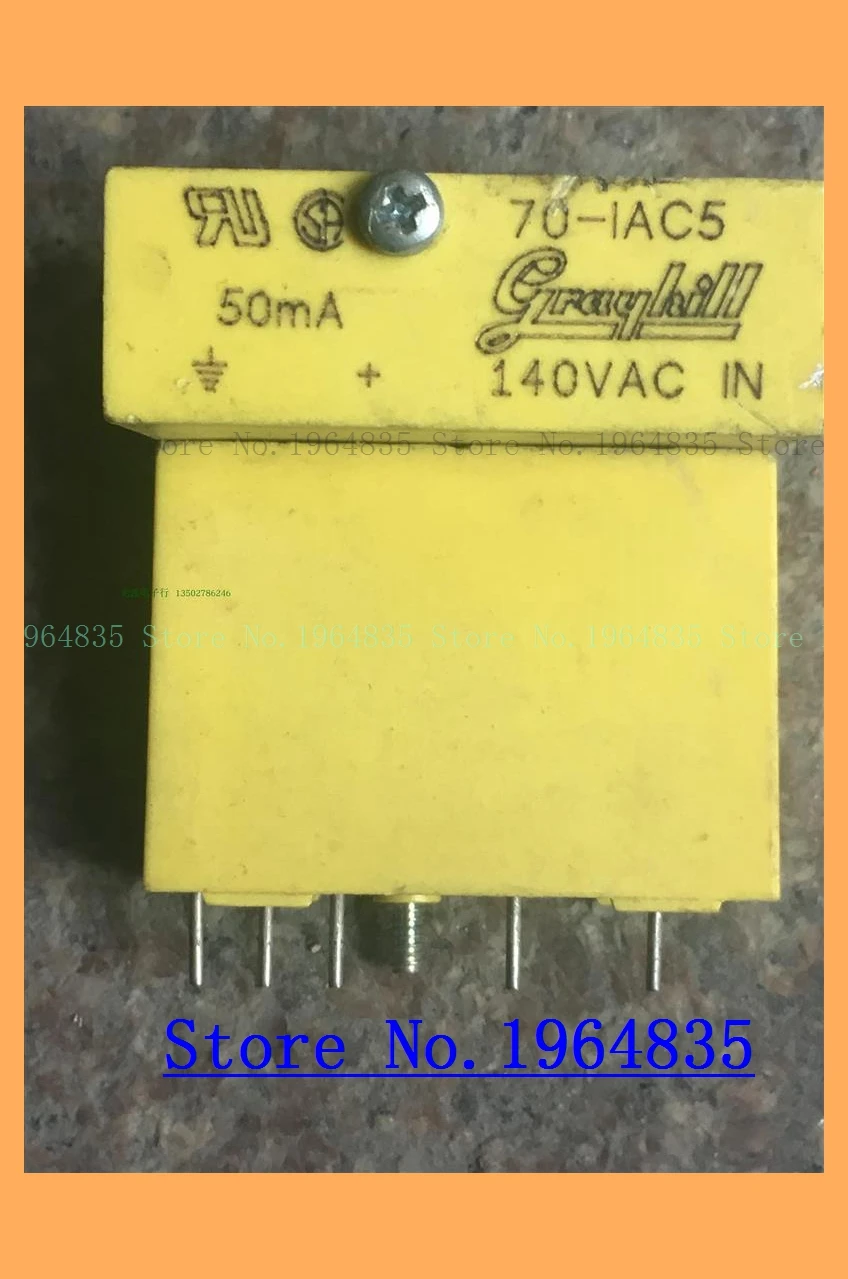 70-IAC5
Grayhill
50mA
+
140VAC IN
Store No.1964835 Store No.1964835 Store
13502786246
964835 Store No.1964835 Store No.1964835 Store
Store No.1964835